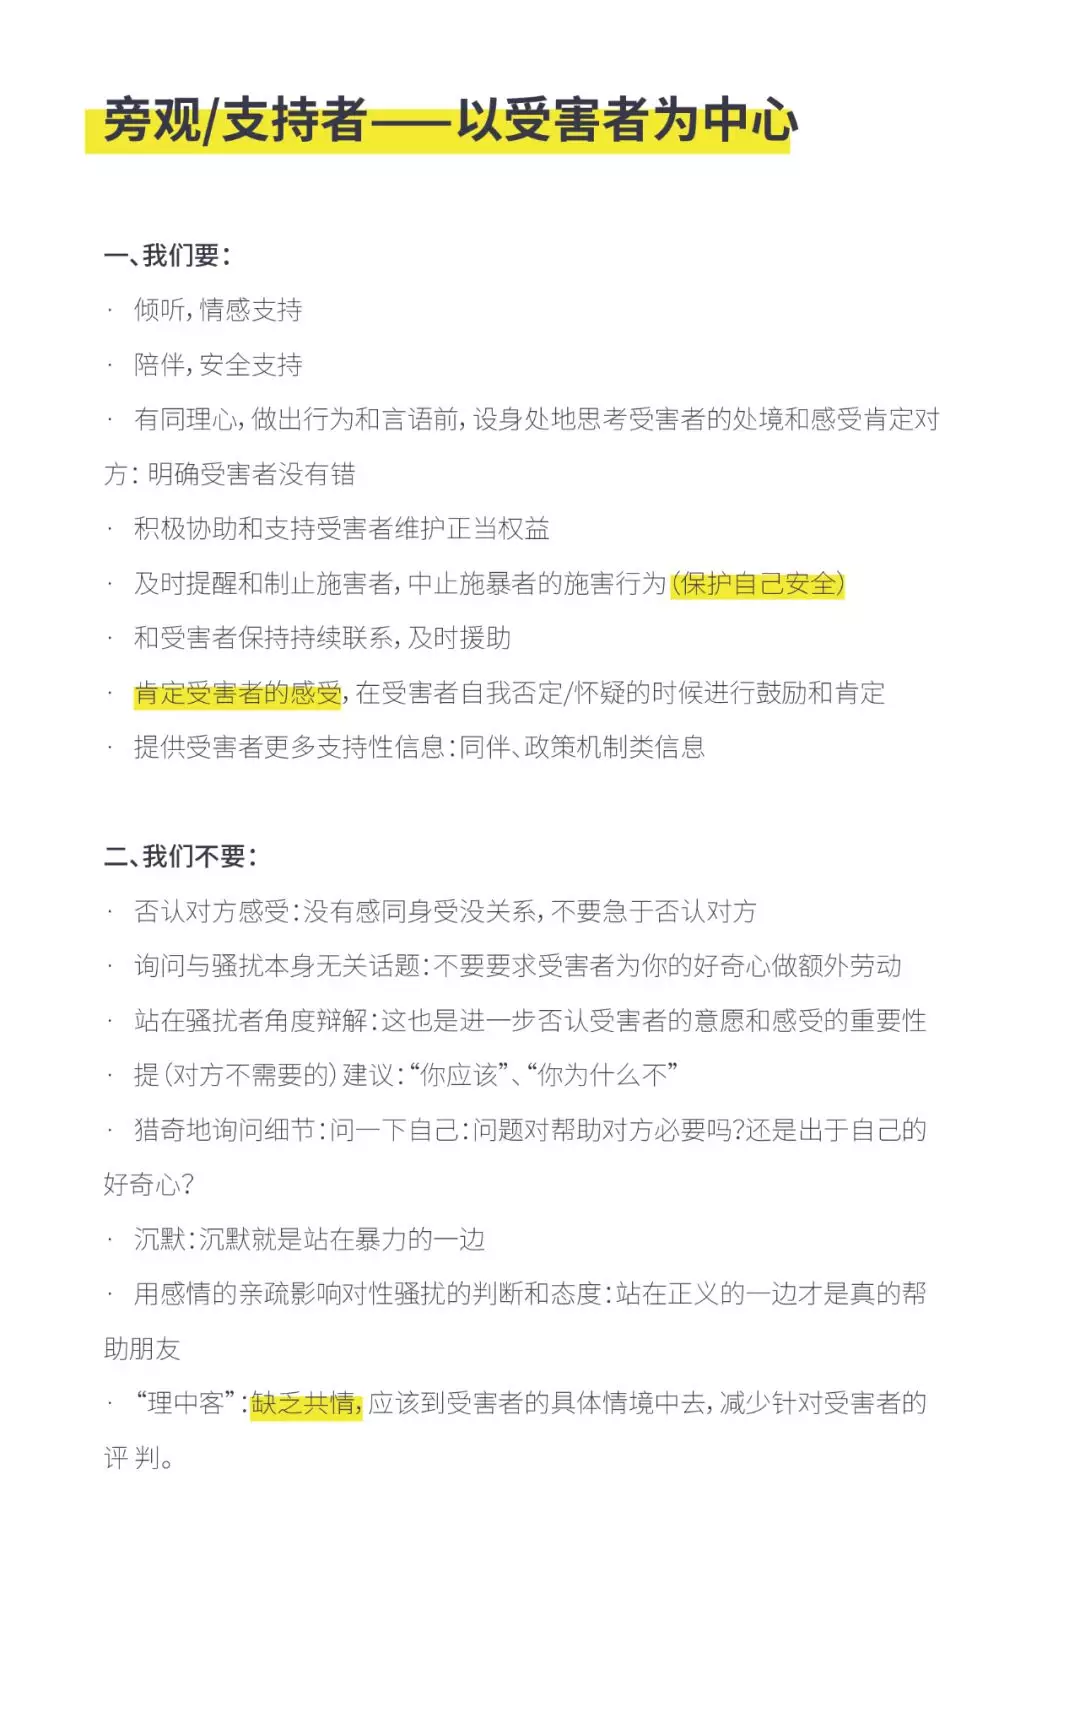 旁观/支持者——以受害者为中心
一、我们要：
· 倾听，情感支持
· 陪伴，安全支持
· 有同理心，做出行为和言语前，设身处地思考受害者的处境和感受肯定对
方：明确受害者没有错
· 积极协助和支持受害者维护正当权益
· 及时提醒和制止施害者，中止施暴者的施害行为（保护自己安全）
· 和受害者保持持续联系，及时援助
· 肯定受害者的感受，在受害者自我否定/怀疑的时候进行鼓励和肯定
· 提供受害者更多支持性信息：同伴、政策机制类信息
二、我们不要：
· 否认对方感受：没有感同身受没关系，不要急于否认对方
· 询问与骚扰本身无关话题：不要要求受害者为你的好奇心做额外劳动
· 站在骚扰者角度辩解：这也是进一步否认受害者的意愿和感受的重要性
· 提（对方不需要的）建议：“你应该”、“你为什么不”
· 猎奇地询问细节：问一下自己：问题对帮助对方必要吗？还是出于自己的
好奇心？
· 沉默：沉默就是站在暴力的一边
· 用感情的亲疏影响对性骚扰的判断和态度：站在正义的一边才是真的帮
助朋友
· “理中客”：缺乏共情，应该到受害者的具体情境中去，减少针对受害者的
评 判。